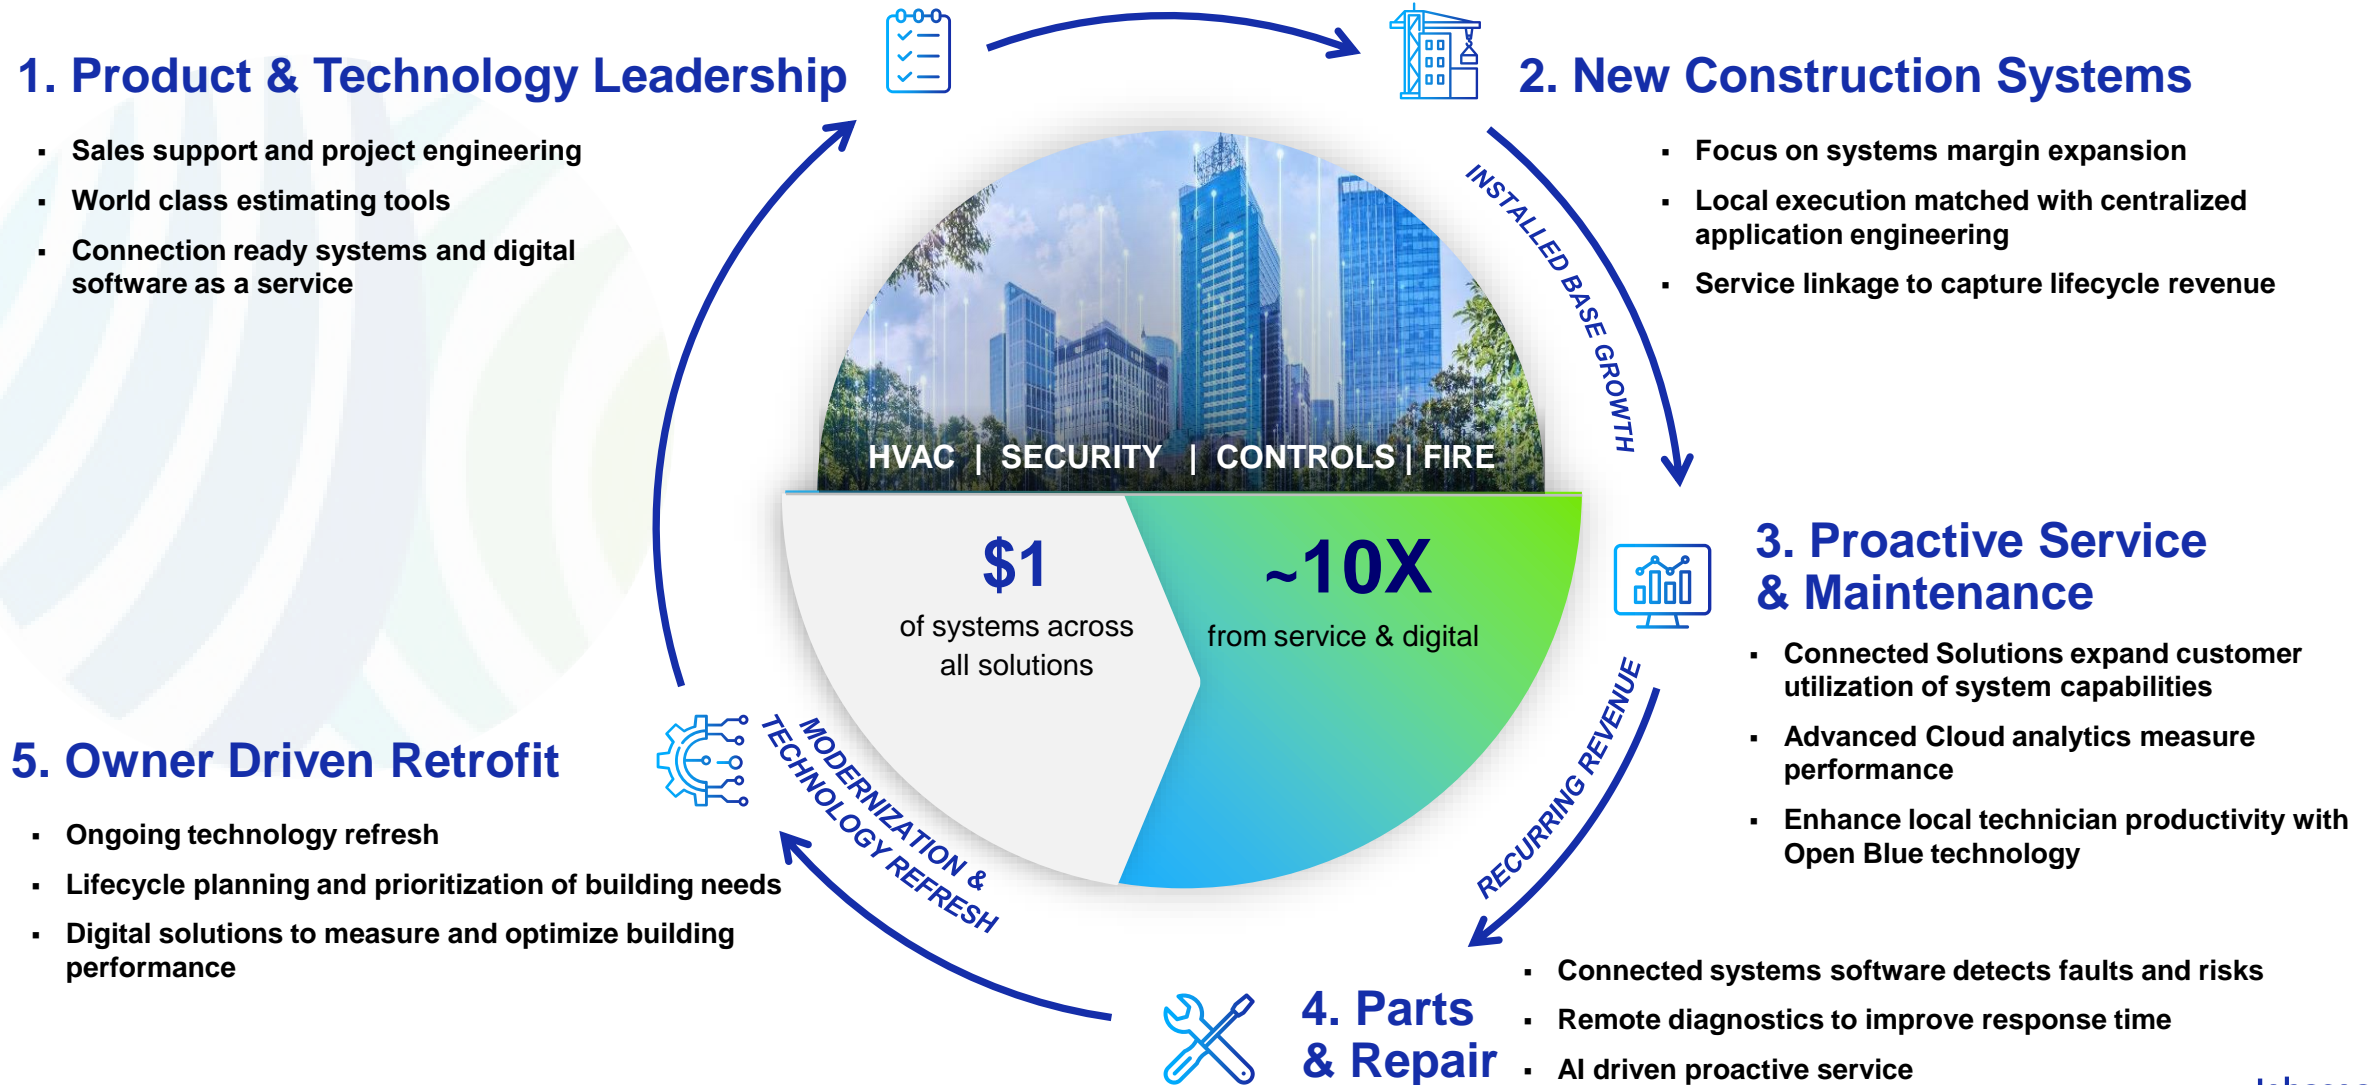 1. Product & Technology Leadership
▪ Sales support and project engineering
▪ World class estimating tools
▪ Connection ready systems and digital
software as a service
2. New Construction Systems
▪ Focus on systems margin expansion
▪ Local execution matched with centralized
application engineering
▪ Service linkage to capture lifecycle revenue
INSTALLED BASE GROWTH
HVAC | SECURITY | CONTROLS | FIRE
$1
of systems across
all solutions
~10X
from service & digital
3. Proactive Service
& Maintenance
▪ Connected Solutions expand customer
utilization of system capabilities
▪ Advanced Cloud analytics measure
performance
▪ Enhance local technician productivity with
Open Blue technology
RECURRING REVENUE
4. Parts
& Repair
▪ Connected systems software detects faults and risks
▪ Remote diagnostics to improve response time
▪ AI driven proactive service
MODERNIZATION &
TECHNOLOGY REFRESH
5. Owner Driven Retrofit
▪ Ongoing technology refresh
▪ Lifecycle planning and prioritization of building needs
▪ Digital solutions to measure and optimize building
performance